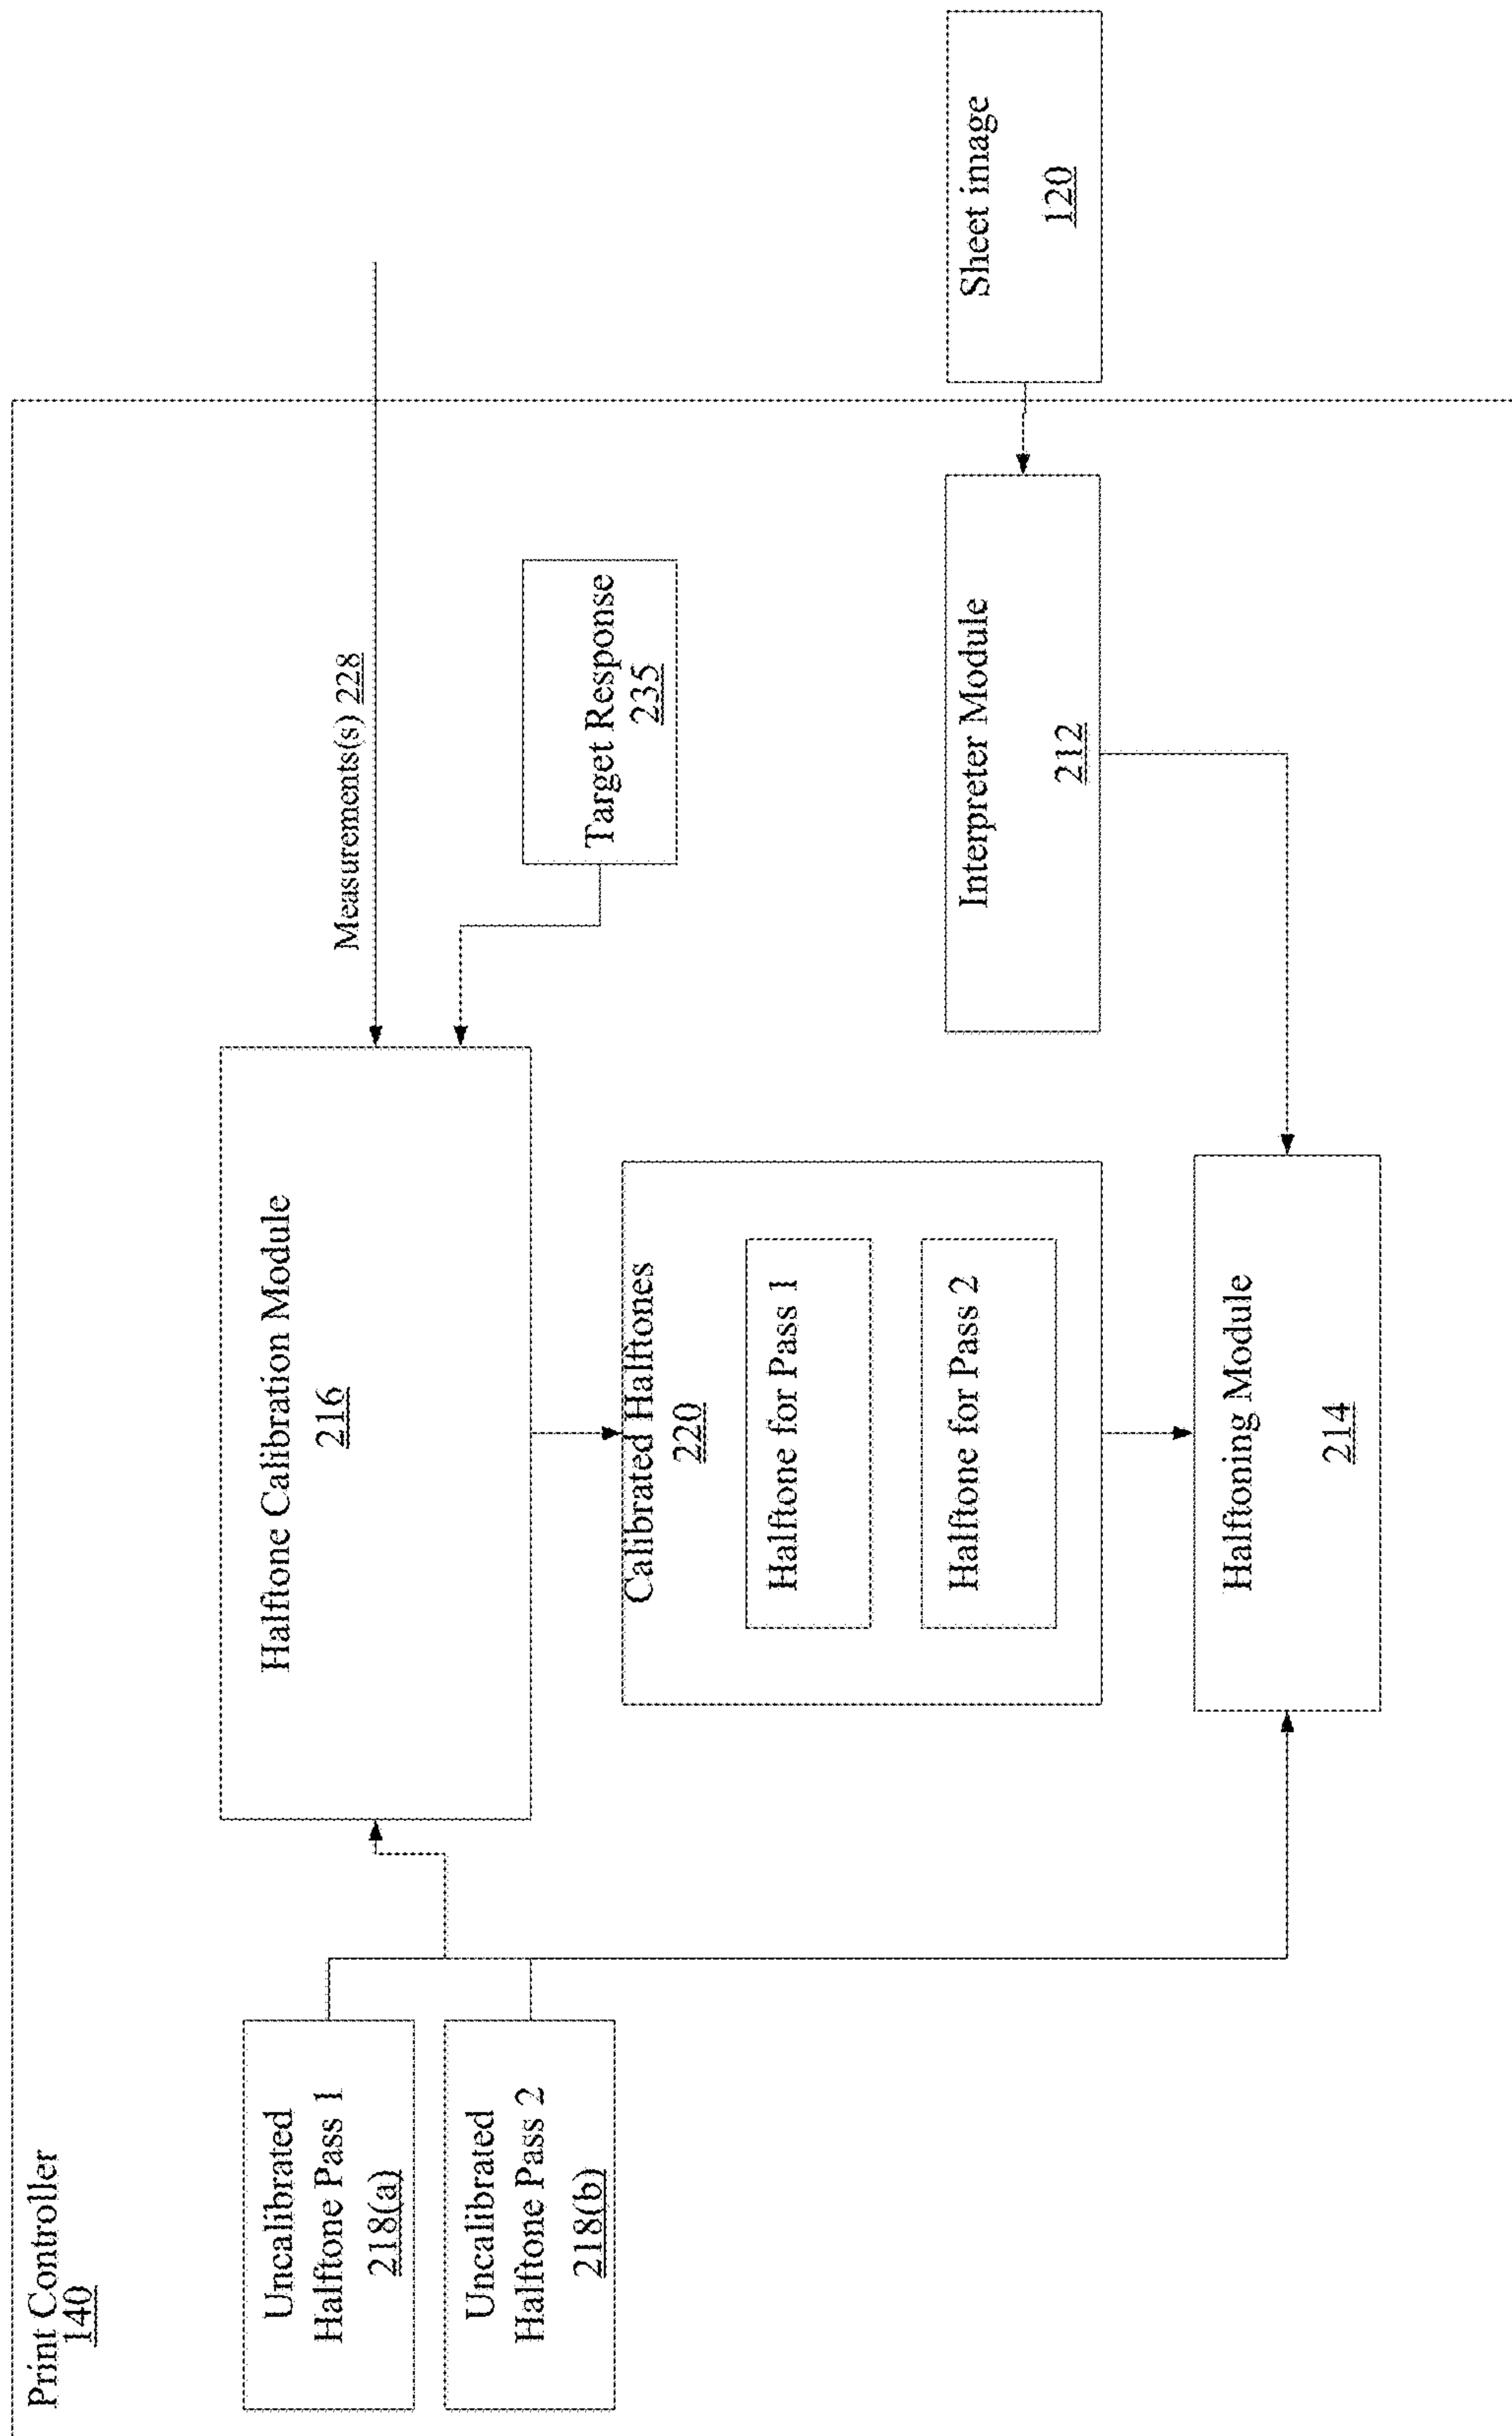 Print Controller
140
Uncalibrated
Halftone Pass 1
218(a)
Uncalibrated
Halftone Pass 2
218(b)
Halftone Calibration Module
216
Measurements(s) 228
Target Response
235
Calibrated Halftones
220
Halftone for Pass 1
Halftone for Pass 2
Halftoning Module
214
Interpreter Module
212
Sheet image
120